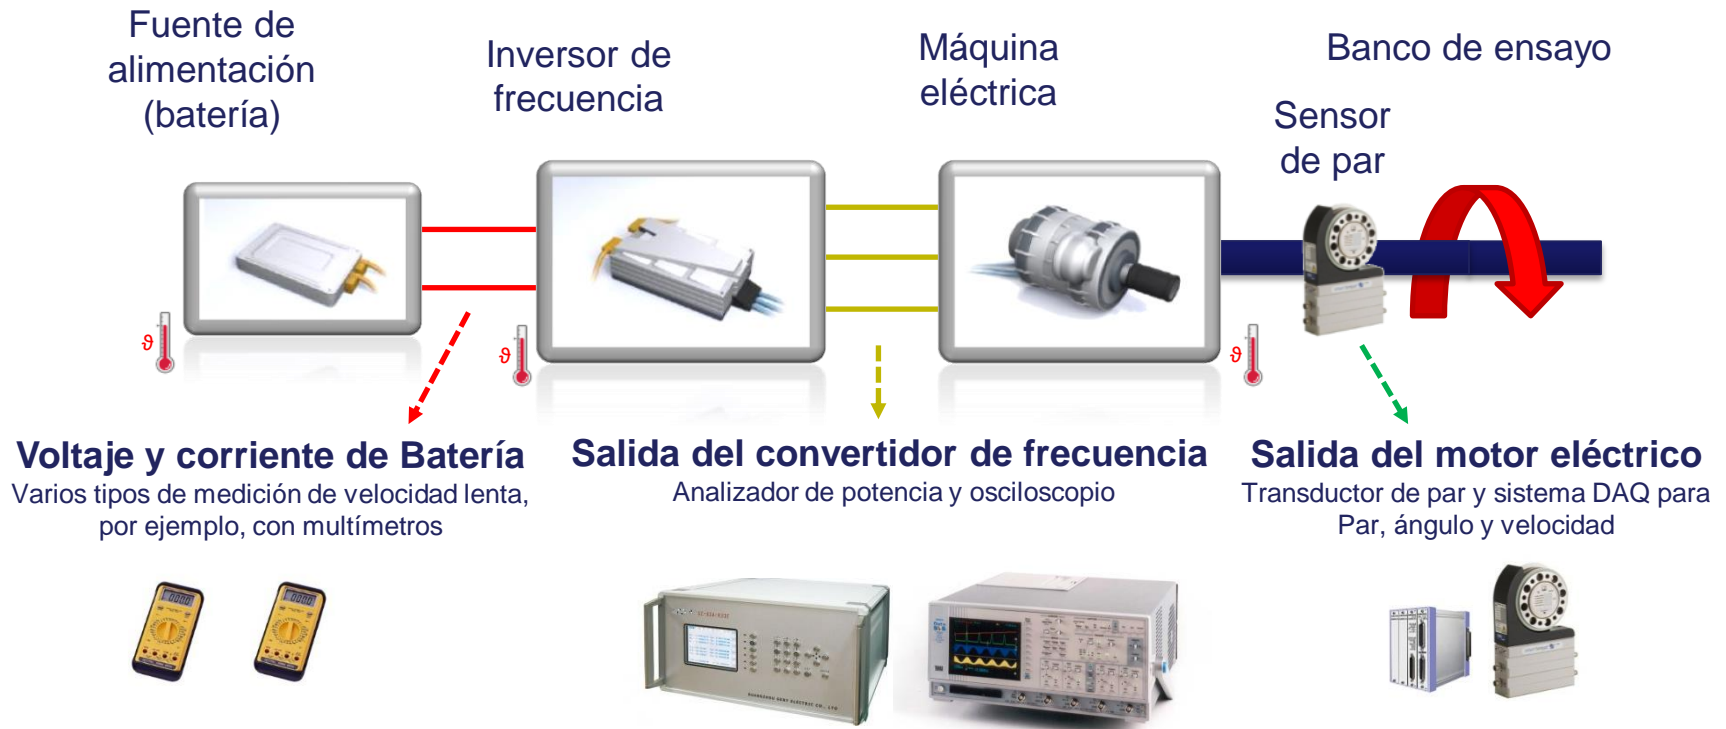 Fuente de
alimentación
(batería)
Inversor de
frecuencia
Máquina
eléctrica
Banco de ensayo
Sensor
de par
ϑ
ϑ
ϑ
Voltaje y corriente de Batería
Varios tipos de medición de velocidad lenta,
por ejemplo, con multímetros
Salida del convertidor de frecuencia
Analizador de potencia y osciloscopio
Salida del motor eléctrico
Transductor de par y sistema DAQ para
Par, ángulo y velocidad